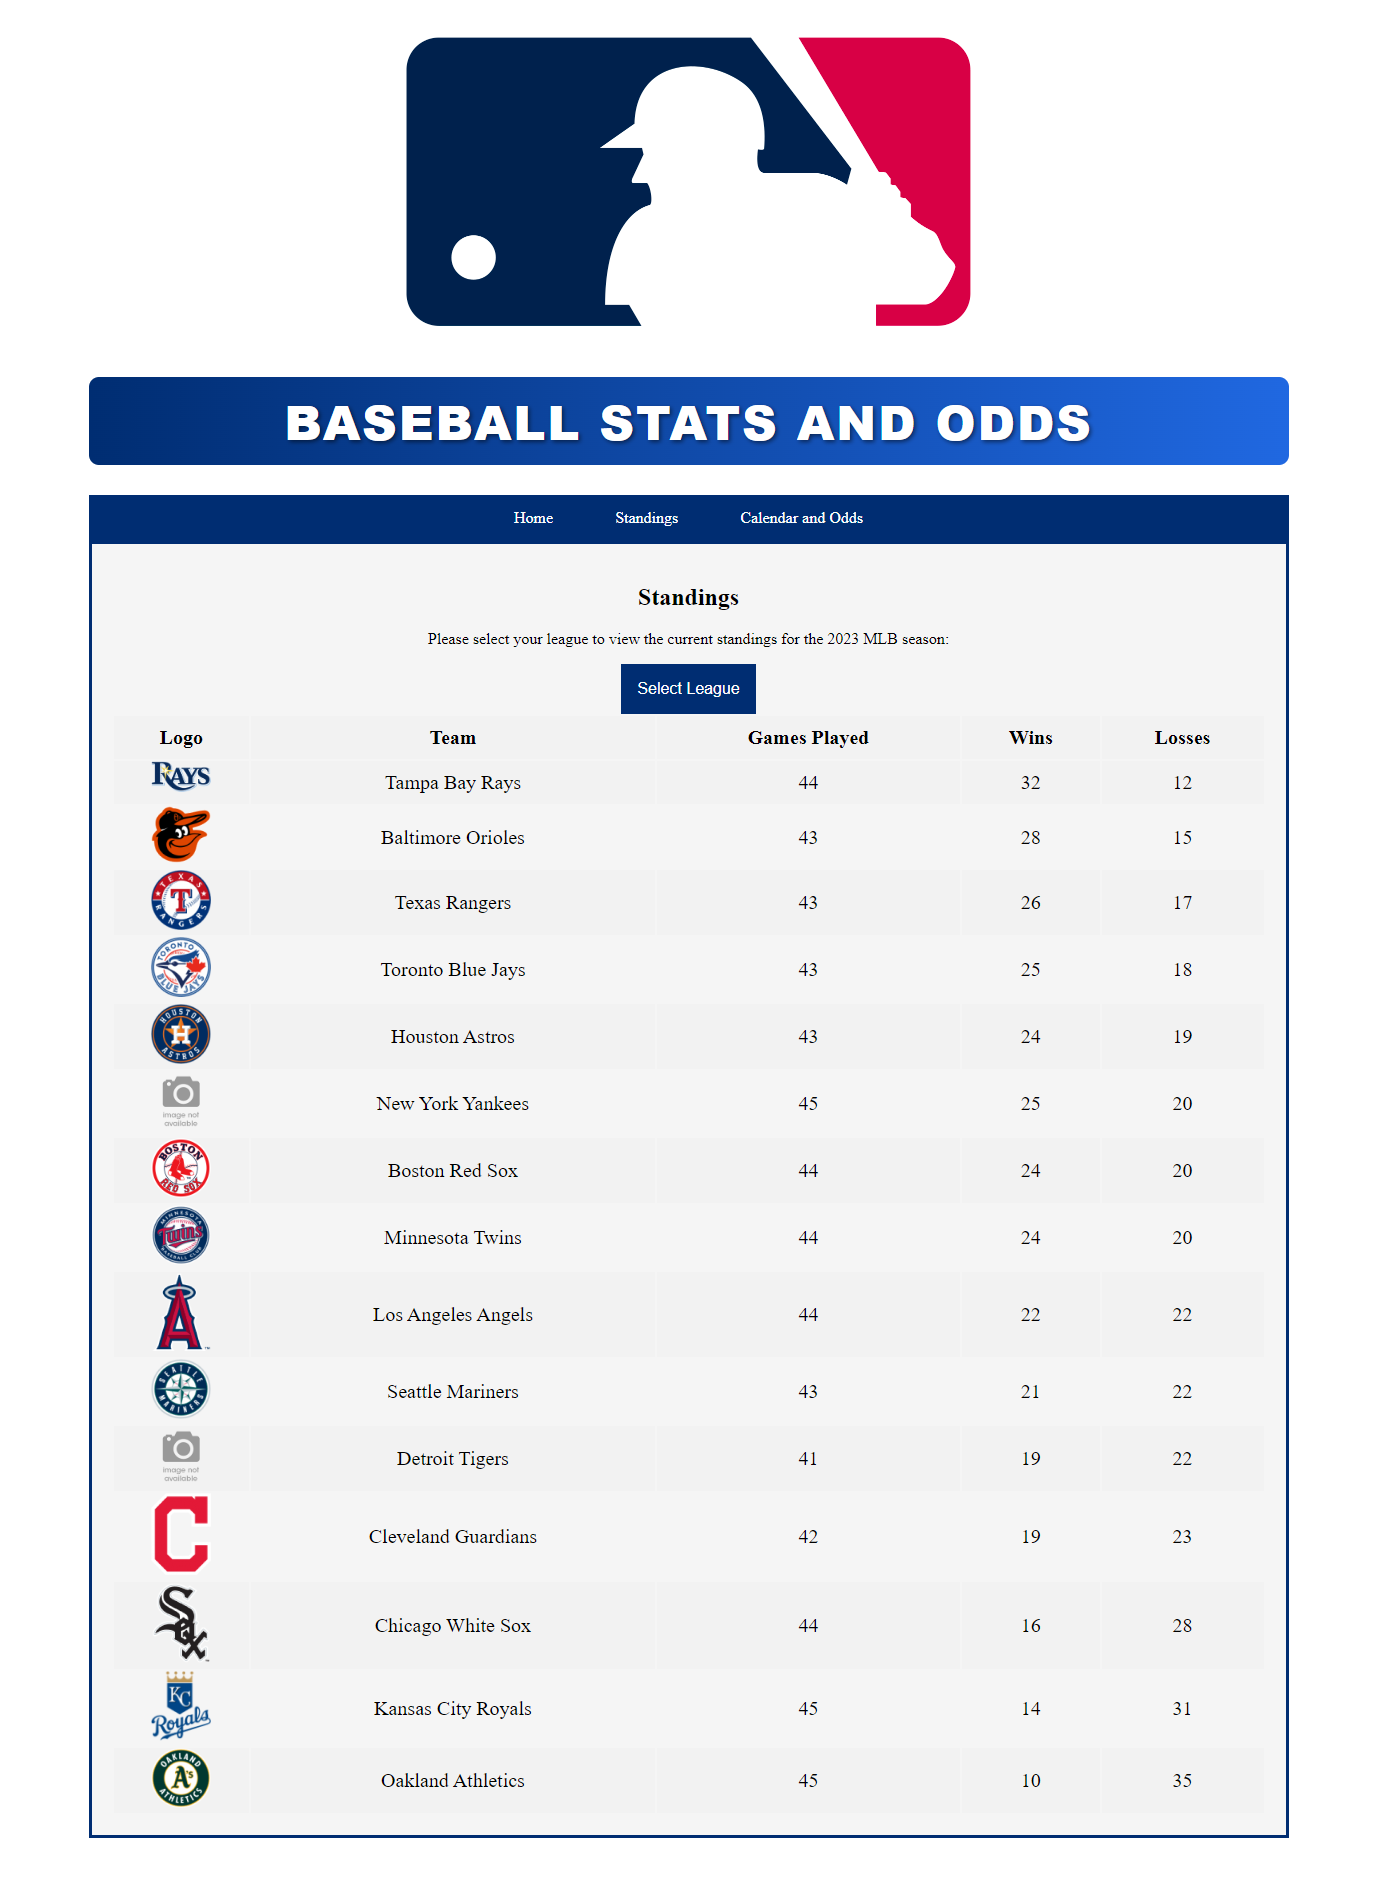 BASEBALL STATS AND ODDS
Home Standings Calendar and Odds
Standings
Please select your league to view the current standings for the 2023 MLB season:
Select League
Logo Team Games Played Wins Losses
RAYS Tampa Bay Rays 44 32 12
Baltimore Orioles 43 28 15
TEXAS T RANGERS Texas Rangers 43 26 17
TORONTO BLUE JAYS Toronto Blue Jays 43 25 18
HOUSTON H ASTROS Houston Astros 43 24 19
image not
available
New York Yankees 45 25 20
BOSTON RED SOX Boston Red Sox 44 24 20
MINNESOTA Twins BASEBALL CLUB Minnesota Twins 44 24 20
A Los Angeles Angels 44 22 22
SEATTLE MARINERS Seattle Mariners 43 21 22
image not
available
Detroit Tigers 41 19 22
C Cleveland Guardians 42 19 23
Sox Chicago White Sox 44 16 28
KC Royals Kansas City Royals 45 14 31
OAKLAND A's ATHLETICS Oakland Athletics 45 10 35